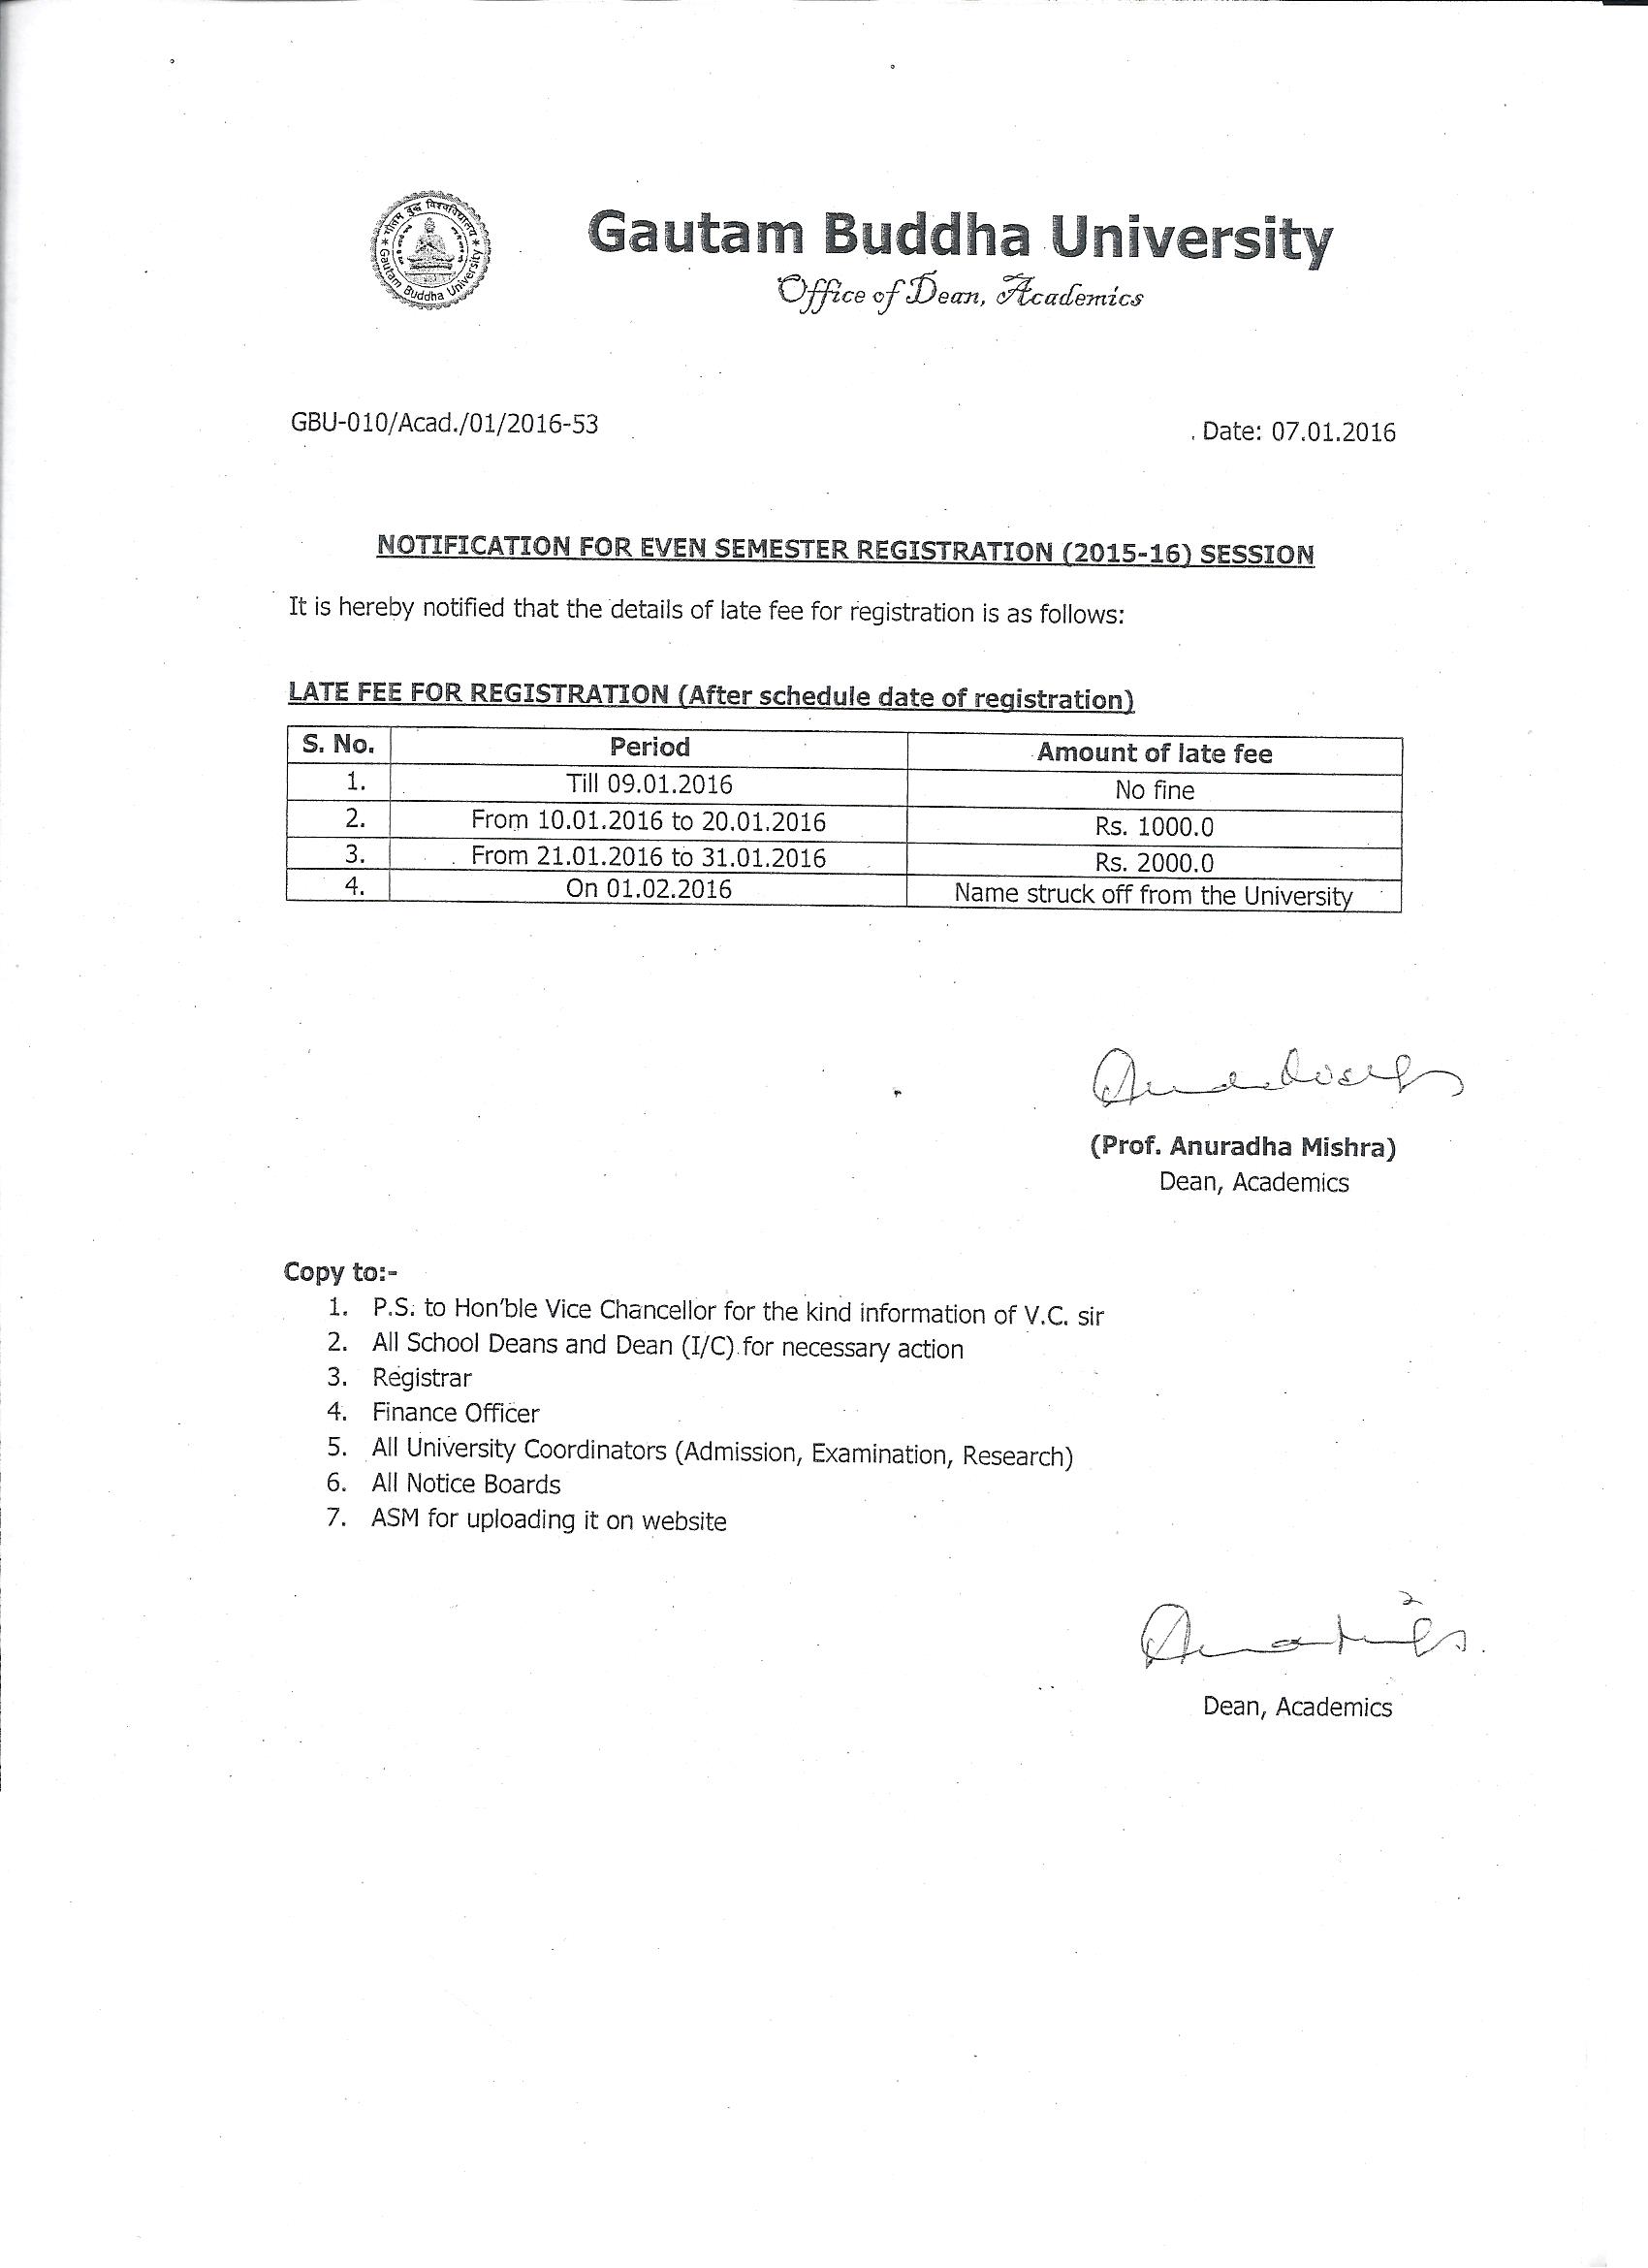 गौतम बुद्ध विश्वविद्यालय
Gautam Buddha University
Gautam Buddha University
Office of Dean, Academics
GBU-010/Acad./01/2016-53
Date: 07.01.2016
NOTIFICATION FOR EVEN SEMESTER REGISTRATION (2015-16) SESSION
It is hereby notified that the details of late fee for registration is as follows:
LATE FEE FOR REGISTRATION (After schedule date of registration)
S. No. Period Amount of late fee
1. Till 09.01.2016 No fine
2. From 10.01.2016 to 20.01.2016 Rs. 1000.0
3. From 21.01.2016 to 31.01.2016 Rs. 2000.0
4. On 01.02.2016 Name struck off from the University
(Prof. Anuradha Mishra)
Dean, Academics
Copy to:-
1. P.S. to Hon'ble Vice Chancellor for the kind information of V.C. sir
2. All School Deans and Dean (I/C) for necessary action
3. Registrar
4. Finance Officer
5. All University Coordinators (Admission, Examination, Research)
6. All Notice Boards
7. ASM for uploading it on website
Dean, Academics